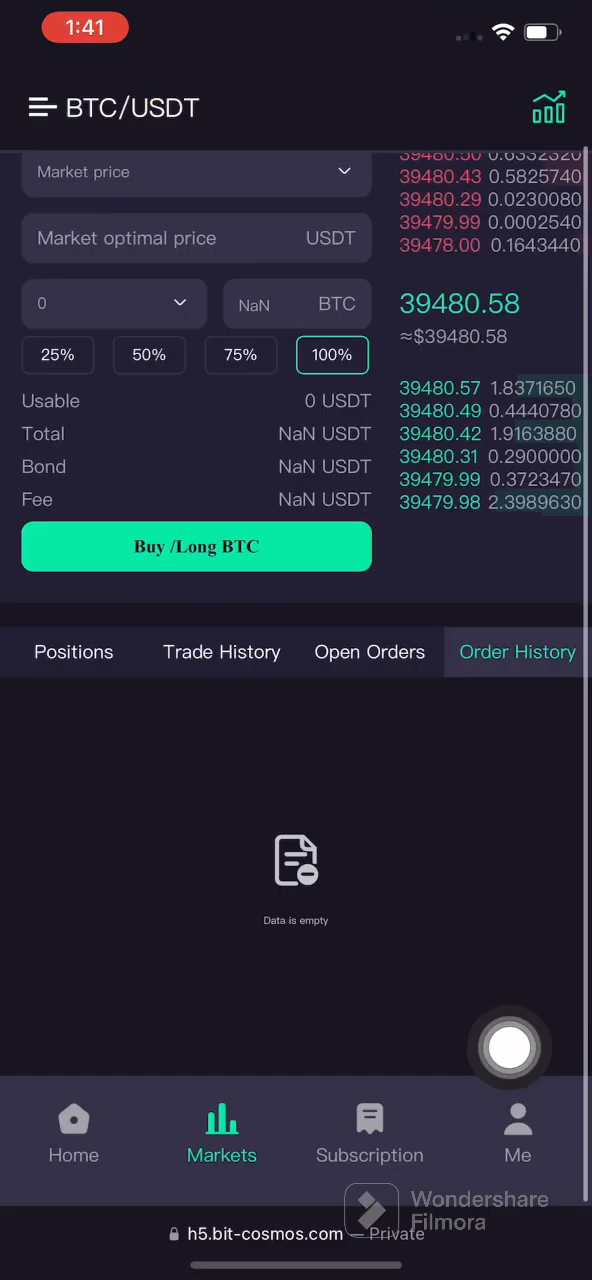 1:41
BTC/USDT
Market price
39480.50 0.6332320
39480.43 0.5825740
Market optimal price USDT
39480.29 0.0230080
39479.99 0.0002540
39478.00 0.1643440
0
NaN BTC
39480.58
≈$39480.58
25% 50% 75% 100%
Usable 0 USDT
Total NaN USDT
Bond NaN USDT
Fee NaN USDT
39480.57 1.8371650
39480.49 0.4440780
39480.42 1.9163880
39480.31 0.2900000
39479.99 0.3723470
39479.98 2.3989630
Buy /Long BTC
Positions Trade History Open Orders Order History
Data is empty
Home Markets Subscription Me
Wondershare
Filmora
h5.bit-cosmos.com — Private